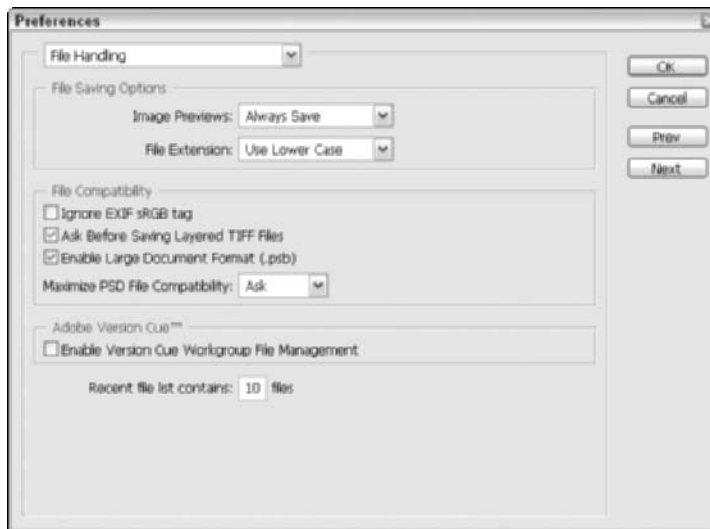 Preferences
File Handling
OK
Cancel
Prev
Next
File Saving Options
Image Previews: Always Save
File Extension: Use Lower Case
File Compatibility
Ignore EXIF sRGB tag
Ask Before Saving Layered TIFF Files
Enable Large Document Format (.psb)
Maximize PSD File Compatibility: Ask
Adobe Version Cue™
Enable Version Cue Workgroup File Management
Recent file list contains: 10 files